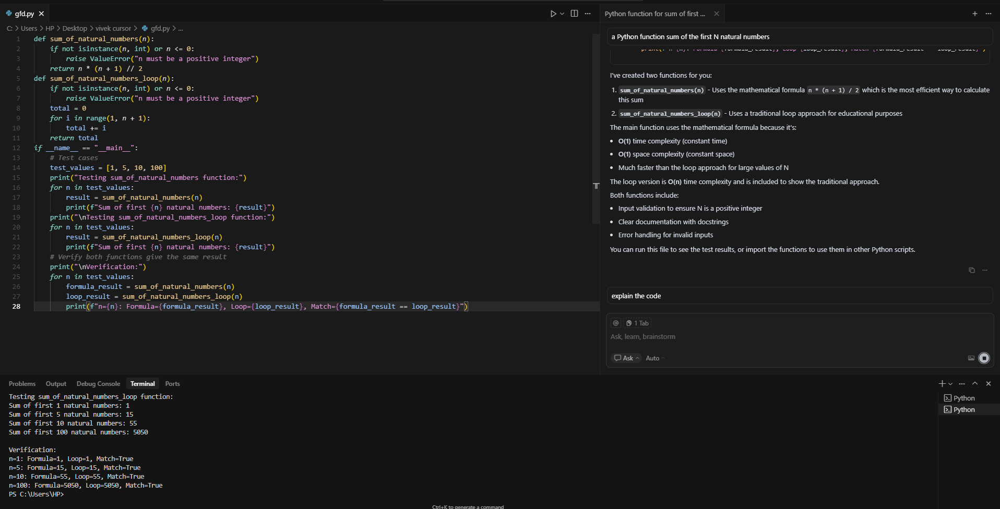 gfd.py
Python function for sum of first ...
C: > Users > HP > Desktop > vivek cursor > gfd.py > ...
1 def sum_of_natural_numbers(n):
2 if not isinstance(n, int) or n <= 0:
3 raise ValueError("n must be a positive integer")
4 return n * (n + 1) // 2
5 def sum_of_natural_numbers_loop(n):
6 if not isinstance(n, int) or n <= 0:
7 raise ValueError("n must be a positive integer")
8 total = 0
9 for i in range(1, n + 1):
10 total += i
11 return total
12 if __name__ == "__main__":
13 # Test cases
14 test_values = [1, 5, 10, 100]
15 print("Testing sum_of_natural_numbers function:")
16 for n in test_values:
17 result = sum_of_natural_numbers(n)
18 print(f"Sum of first {n} natural numbers: {result}")
19 print("\nTesting sum_of_natural_numbers_loop function:")
20 for n in test_values:
21 result = sum_of_natural_numbers_loop(n)
22 print(f"Sum of first {n} natural numbers: {result}")
23 # Verify both functions give the same result
24 print("\nVerification:")
25 for n in test_values:
26 formula_result = sum_of_natural_numbers(n)
27 loop_result = sum_of_natural_numbers_loop(n)
28 print(f"n={n}: Formula={formula_result}, Loop={loop_result}, Match={formula_result == loop_result}")
a Python function sum of the first N natural numbers
I've created two functions for you:
1. sum_of_natural_numbers(n) - Uses the mathematical formula n * (n + 1) / 2 which is the most efficient way to calculate
this sum
2. sum_of_natural_numbers_loop(n) - Uses a traditional loop approach for educational purposes
The main function uses the mathematical formula because it's:
• O(1) time complexity (constant time)
• O(1) space complexity (constant space)
• Much faster than the loop approach for large values of N
The loop version is O(n) time complexity and is included to show the traditional approach.
Both functions include:
• Input validation to ensure N is a positive integer
• Clear documentation with docstrings
• Error handling for invalid inputs
You can run this file to see the test results, or import the functions to use them in other Python scripts.
explain the code
@ 1 Tab
Ask, learn, brainstorm
Ask Auto
Problems Output Debug Console Terminal Ports
Testing sum_of_natural_numbers_loop function:
Sum of first 1 natural numbers: 1
Sum of first 5 natural numbers: 15
Sum of first 10 natural numbers: 55
Sum of first 100 natural numbers: 5050
Verification:
n=1: Formula=1, Loop=1, Match=True
n=5: Formula=15, Loop=15, Match=True
n=10: Formula=55, Loop=55, Match=True
n=100: Formula=5050, Loop=5050, Match=True
PS C:\Users\HP>
Python
Python
Ctrl+K to generate a command